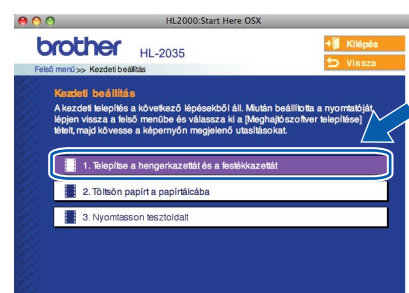 HL2000:Start Here OSX
brother HL-2035
Kilépés
Vissza
Felső menü >> Kezdeti beállítás
Kezdeti beállítás
A kezdeti telepítés a következő lépésekből áll. Miután beállította a nyomtatóját,
lépjen vissza a felső menübe és válassza ki a [Meghajtószoftver telepítése]
tételt, majd kövesse a képernyőn megjelenő utasításokat.
1. Telepítse a hengerkazettát és a festékkazettát
2. Töltsön papírt a papírtálcába
3. Nyomtasson tesztoldalt